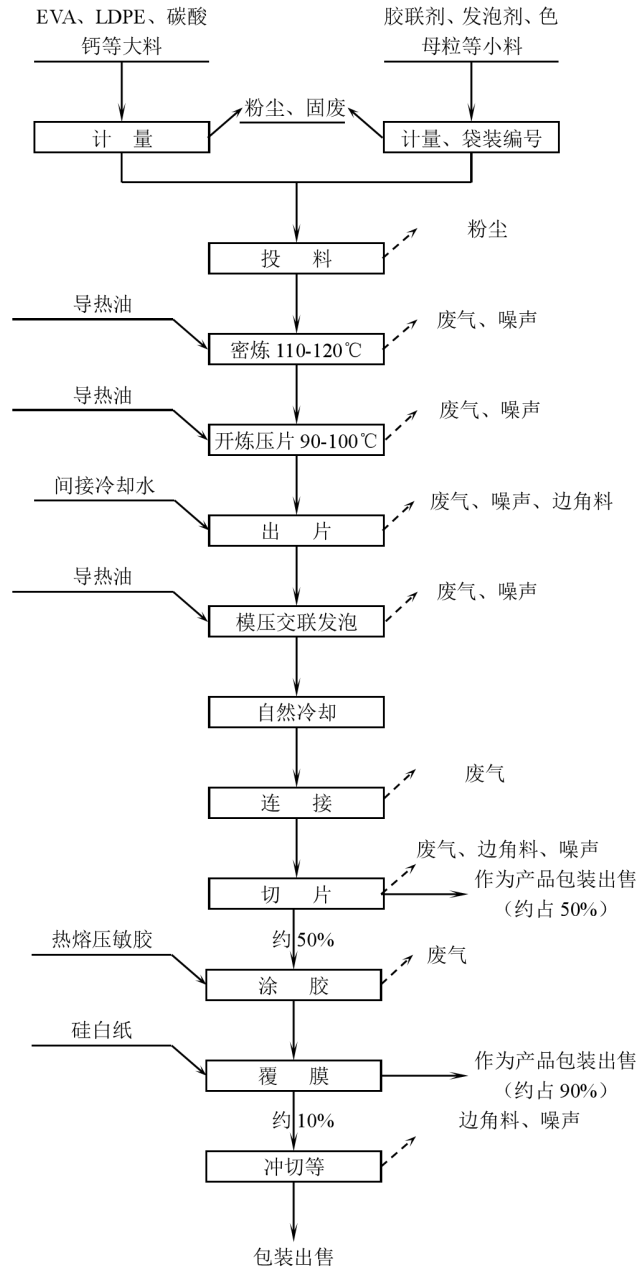 EVA、LDPE、碳酸
钙等大料
胶联剂、发泡剂、色
母粒等小料
粉尘、固废
计 量
计量、袋装编号
粉尘
投 料
导热油
废气、噪声
密炼 110-120℃
导热油
废气、噪声
开炼压片 90-100℃
间接冷却水
废气、噪声、边角料
出 片
导热油
废气、噪声
模压交联发泡
自然冷却
废气
连 接
废气、边角料、噪声
切 片
作为产品包装出售
（约占 50%）
约 50%
热熔压敏胶
废气
涂 胶
硅白纸
覆 膜
作为产品包装出售
（约占 90%）
约 10%
边角料、噪声
冲切等
包装出售